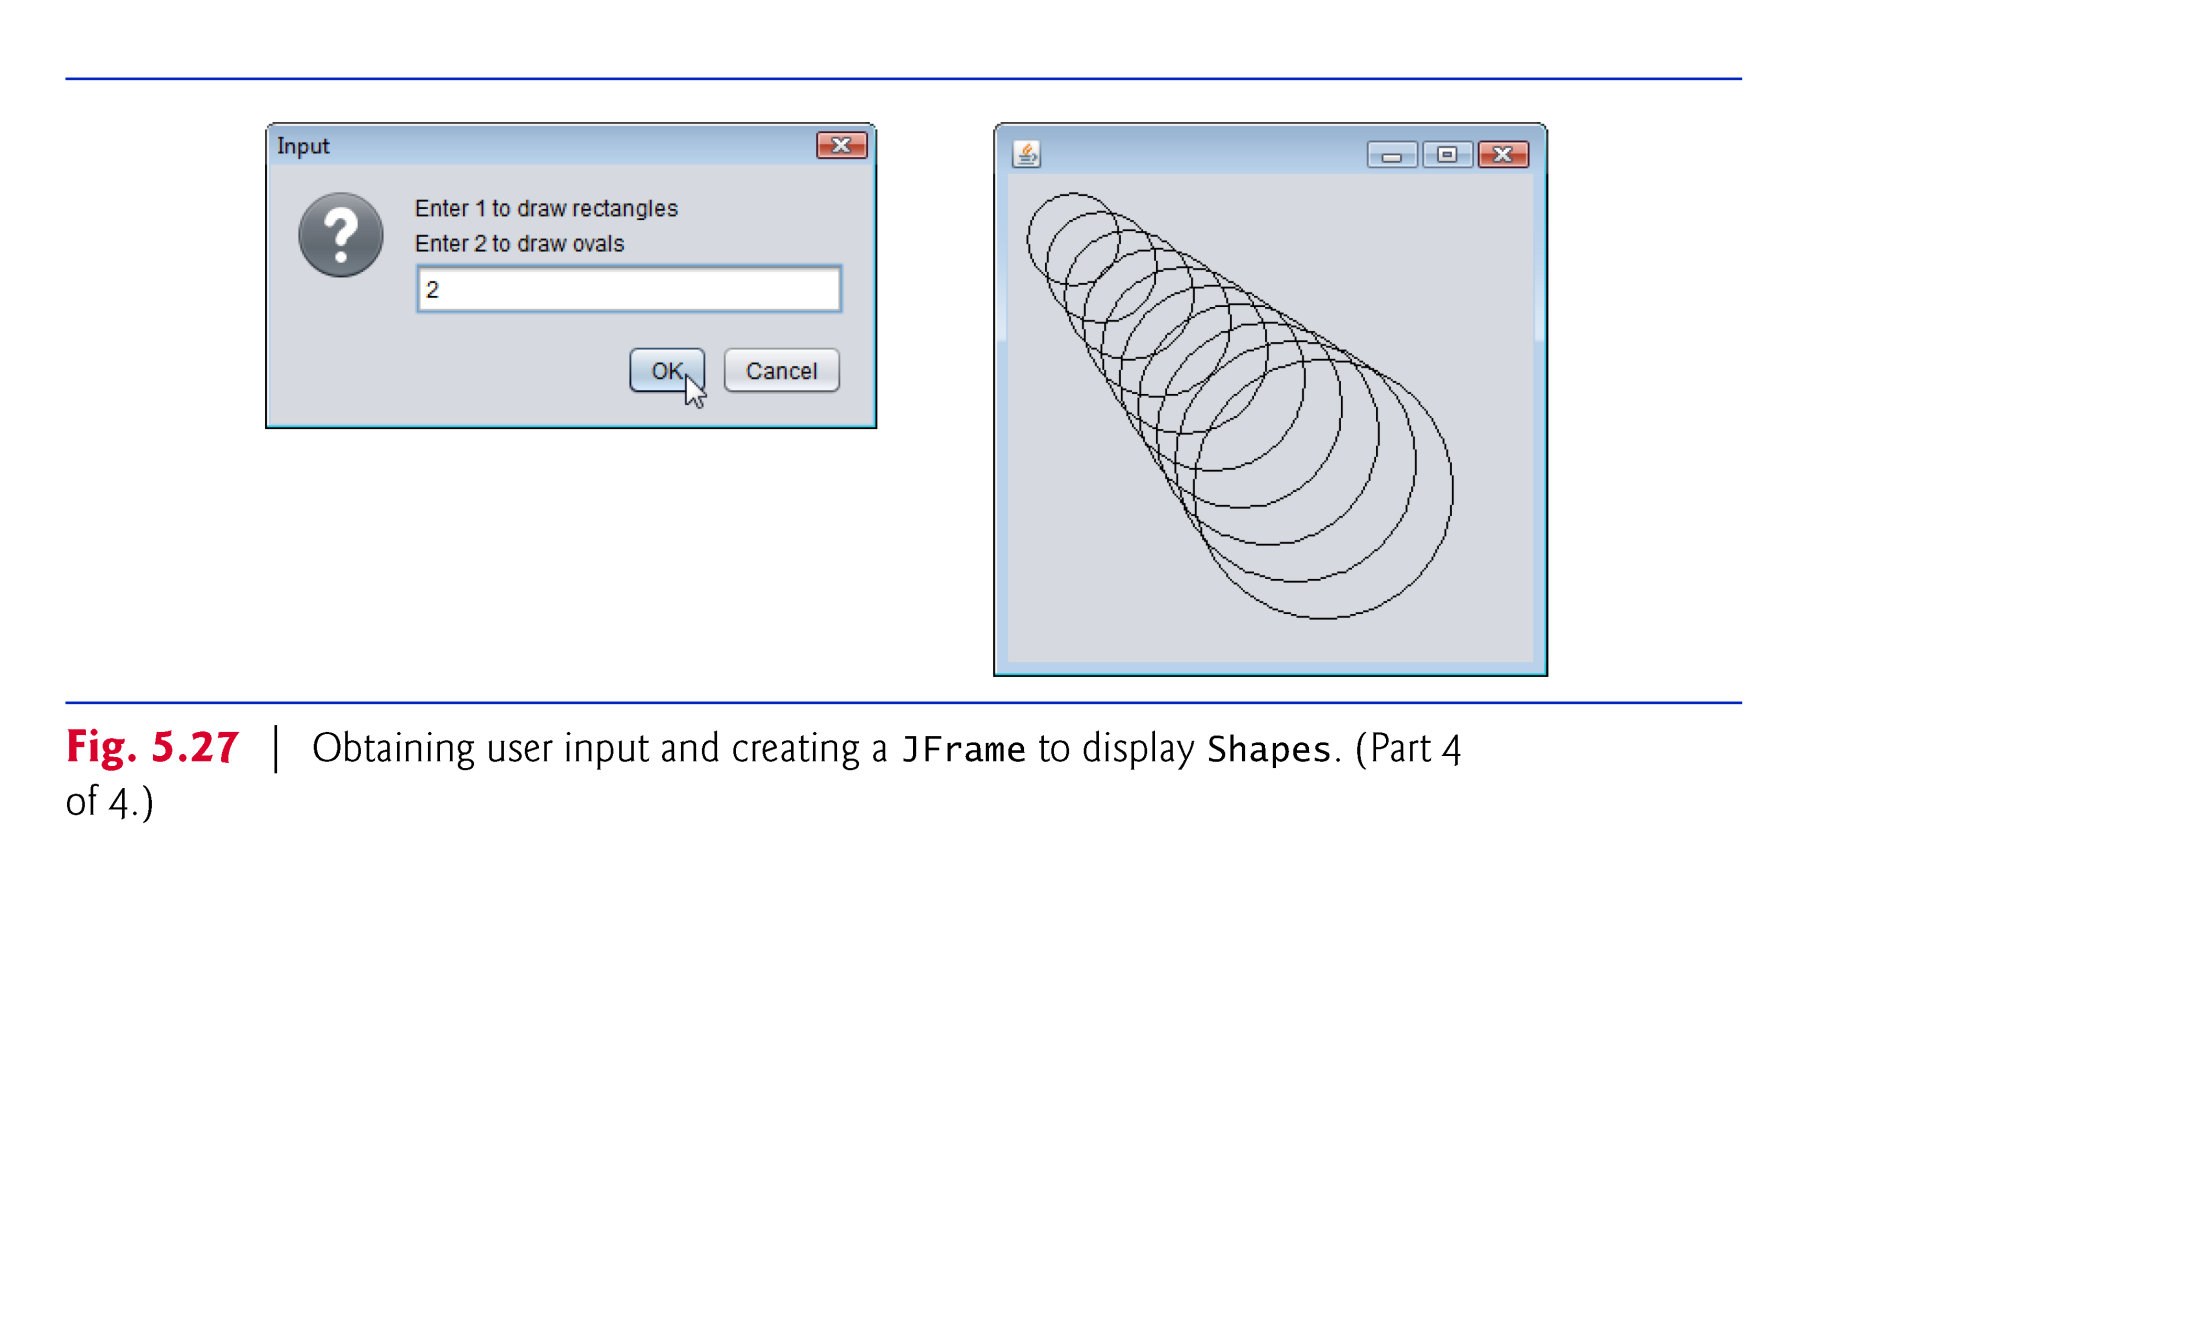 Input
Enter 1 to draw rectangles
Enter 2 to draw ovals
2
OK Cancel
Fig. 5.27 | Obtaining user input and creating a JFrame to display Shapes. (Part 4
of 4.)